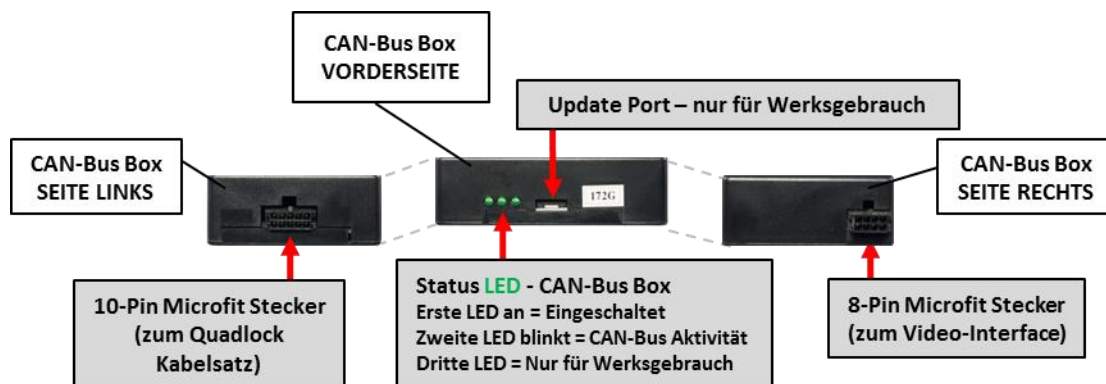 CAN-Bus Box
VORDERSEITE
Update Port – nur für Werksgebrauch
CAN-Bus Box
SEITE LINKS
CAN-Bus Box
SEITE RECHTS
172G
10-Pin Microfit Stecker
(zum Quadlock
Kabelsatz)
Status LED - CAN-Bus Box
Erste LED an = Eingeschaltet
Zweite LED blinkt = CAN-Bus Aktivität
Dritte LED = Nur für Werksgebrauch
8-Pin Microfit Stecker
(zum Video-Interface)